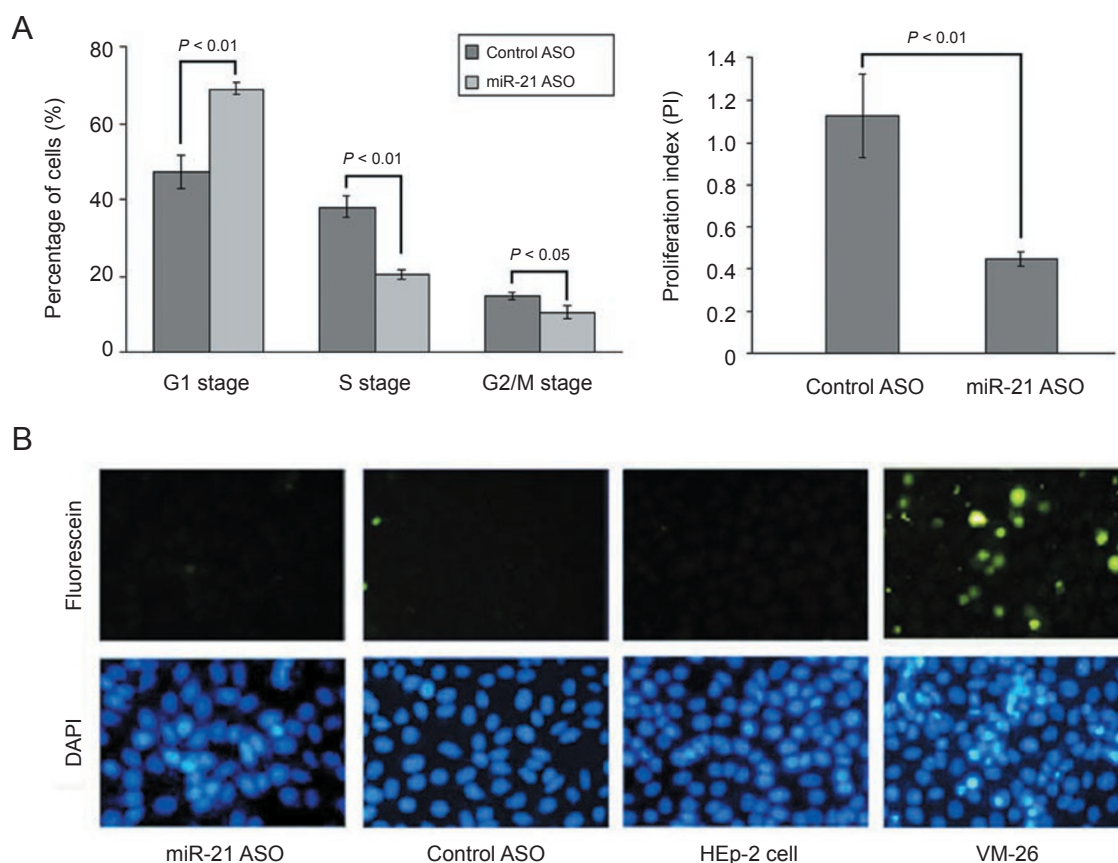 A
Percentage of cells (%)
80
60
40
20
0
P < 0.01
P < 0.01
P < 0.05
Control ASO
miR-21 ASO
G1 stage
S stage
G2/M stage
Proliferation index (PI)
1.4
1.2
1.0
0.8
0.6
0.4
0.2
0
P < 0.01
Control ASO
miR-21 ASO
B
Fluorescein
DAPI
miR-21 ASO
Control ASO
HEp-2 cell
VM-26